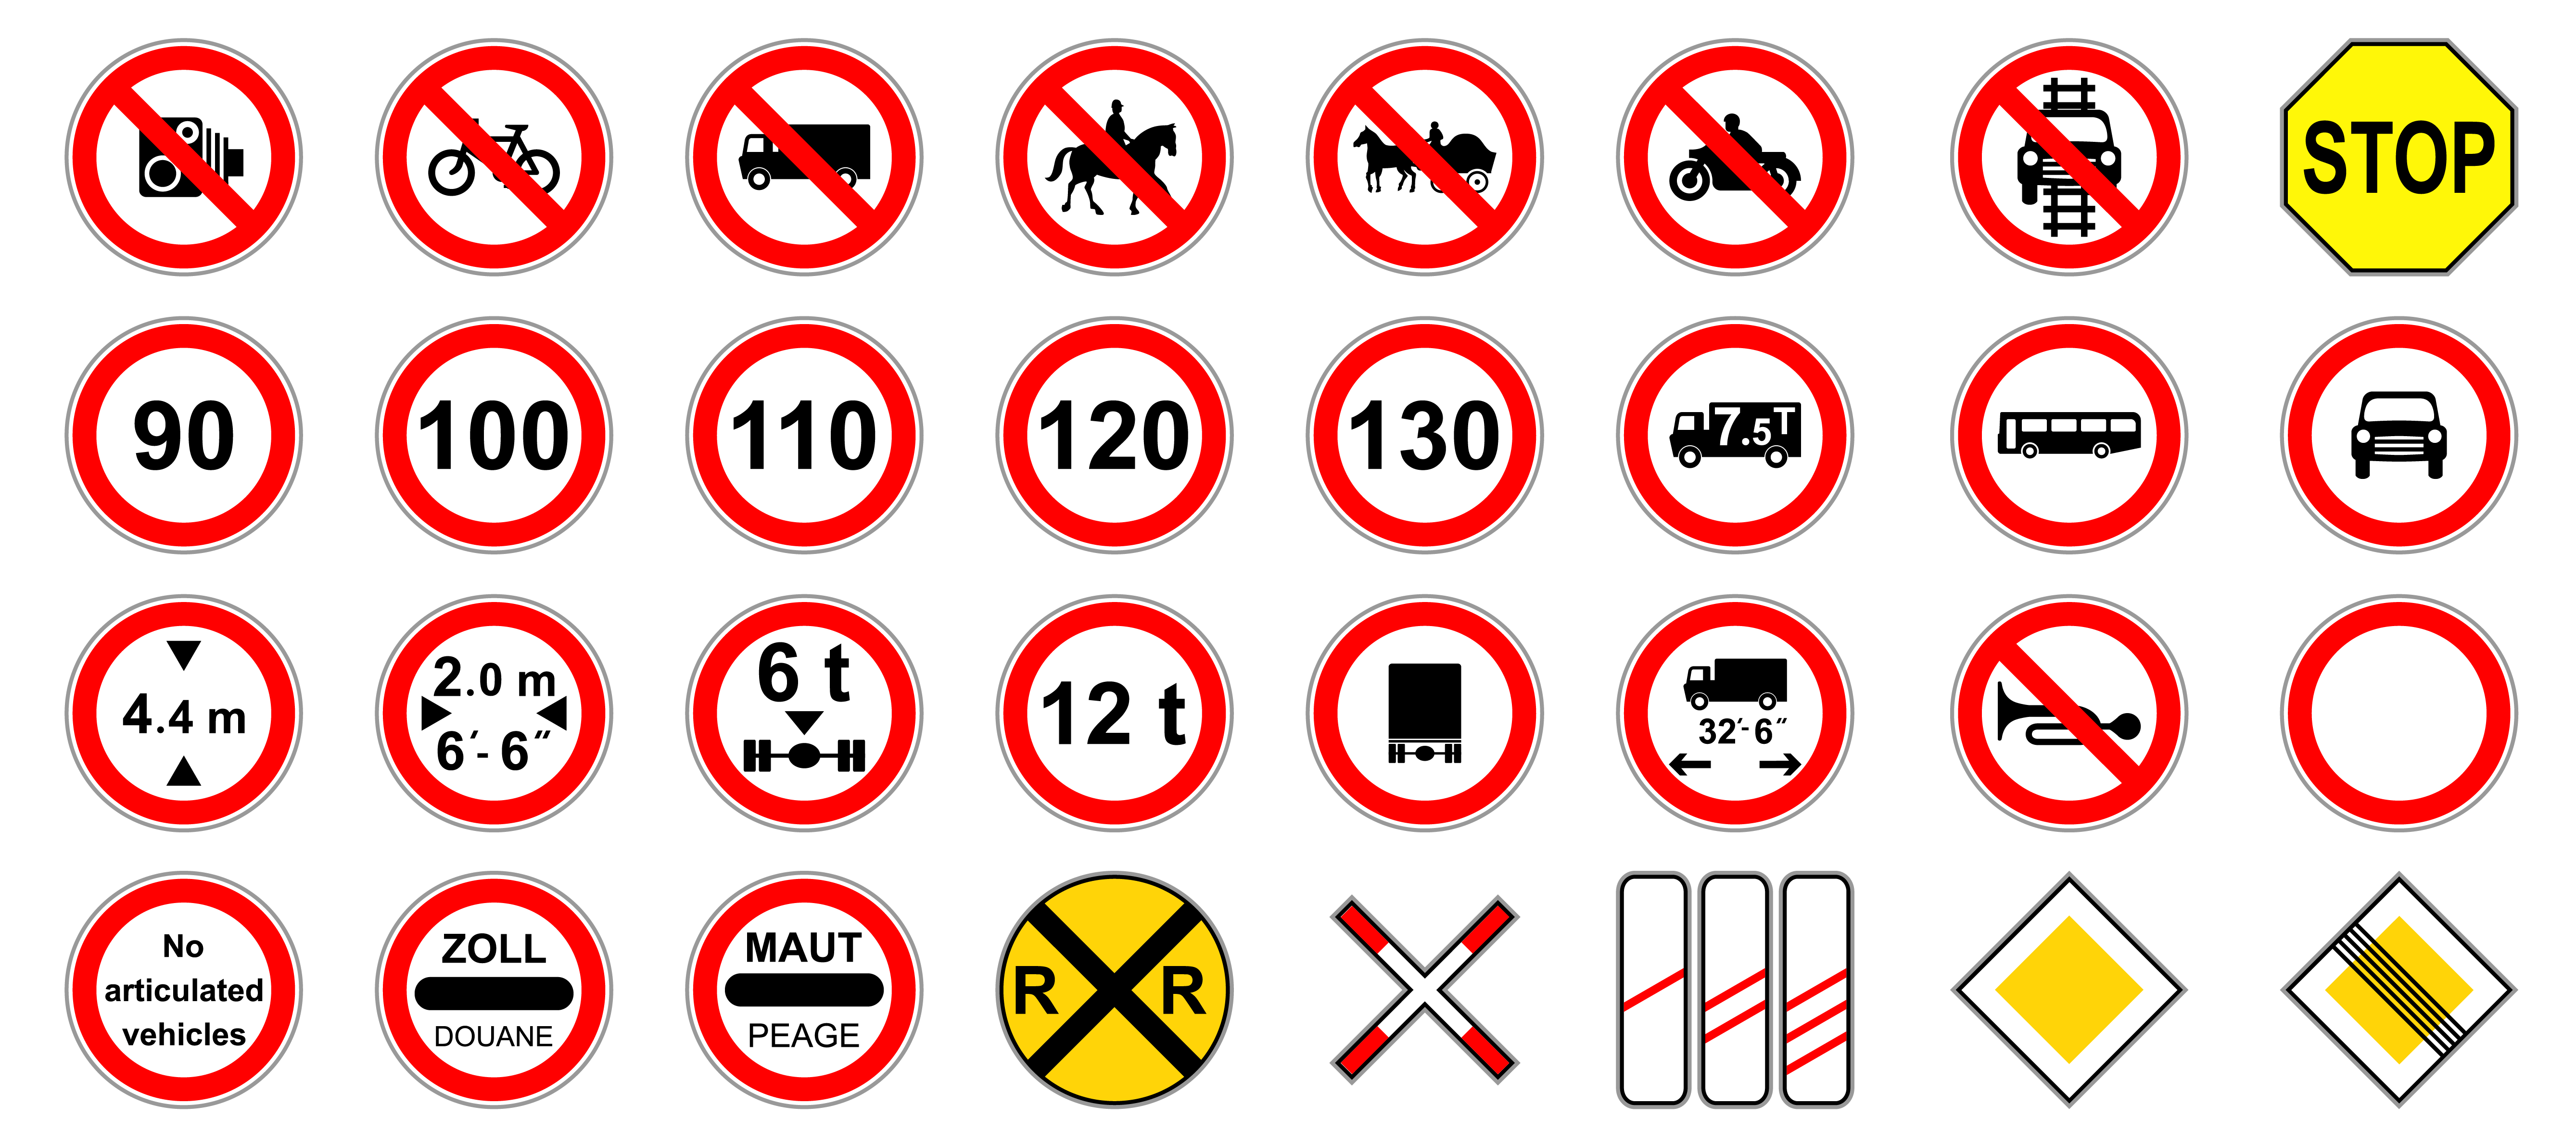 STOP
90
100
110
120
130
7.5T
4.4 m
2.0 m
6′- 6″
6 t
12 t
32′- 6″
No
articulated
vehicles
ZOLL
DOUANE
MAUT
PEAGE
R R